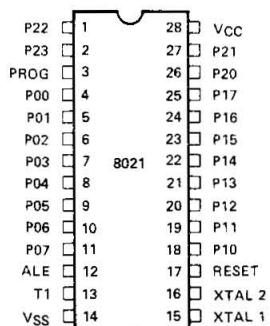 P22 1 28 VCC
P23 2 27 P21
PROG 3 26 P20
P00 4 25 P17
P01 5 24 P16
P02 6 23 P15
P03 7 8021 22 P14
P04 8 21 P13
P05 9 20 P12
P06 10 19 P11
P07 11 18 P10
ALE 12 17 RESET
T1 13 16 XTAL 2
VSS 14 15 XTAL 1